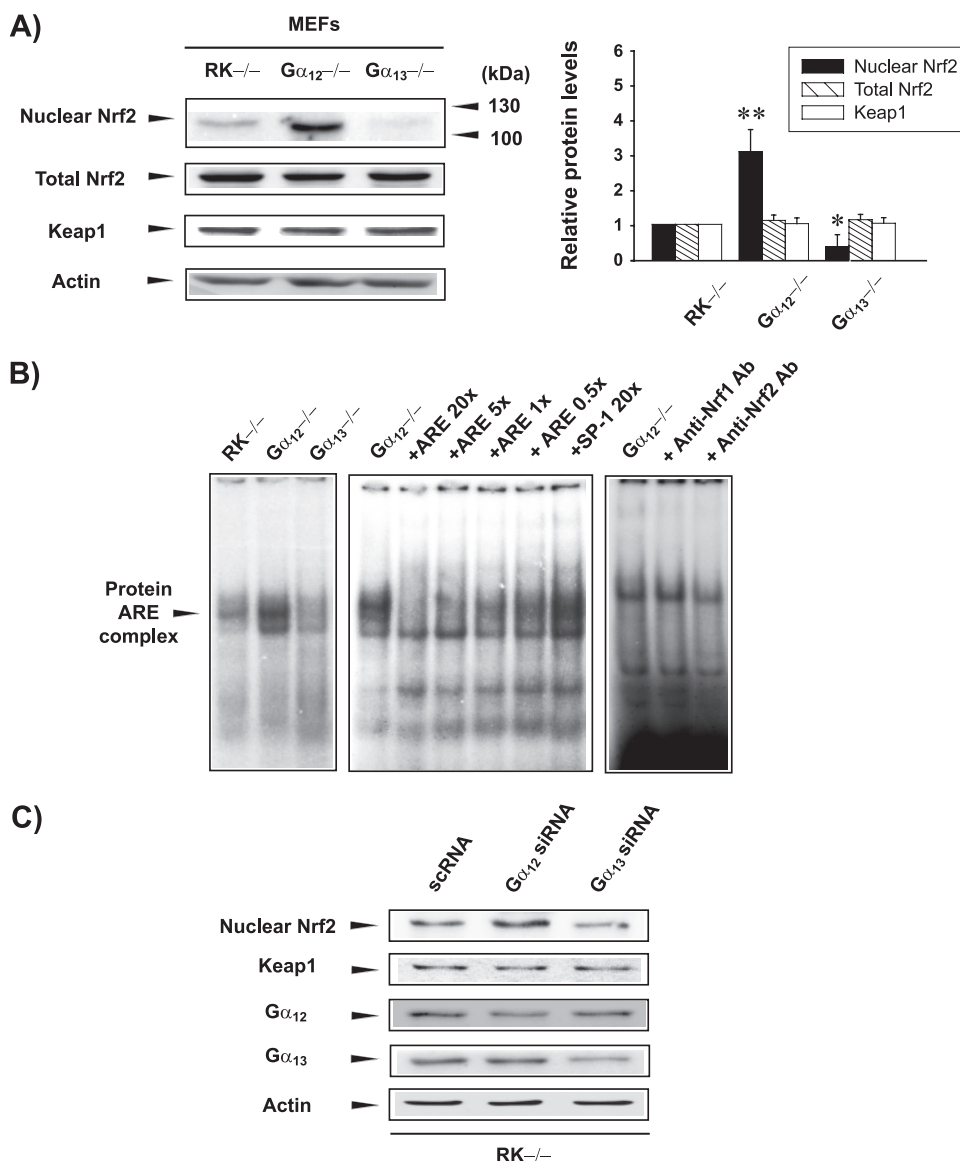 A)
MEFs
RK–/– Gα12–/– Gα13–/–
(kDa)
Nuclear Nrf2
130
100
Total Nrf2
Keap1
Actin
Relative protein levels
6
5
4
3
2
1
0
**
*
Nuclear Nrf2
Total Nrf2
Keap1
RK–/–
Gα12–/–
Gα13–/–
B)
RK–/–
Gα12–/–
Gα13–/–
Gα12–/–
+ARE 20x
+ARE 5x
+ARE 1x
+ ARE 0.5x
+SP-1 20x
Gα12–/–
+ Anti-Nrf1 Ab
+ Anti-Nrf2 Ab
Protein
ARE
complex
C)
scRNA
Gα12 siRNA
Gα13 siRNA
Nuclear Nrf2
Keap1
Gα12
Gα13
Actin
RK–/–